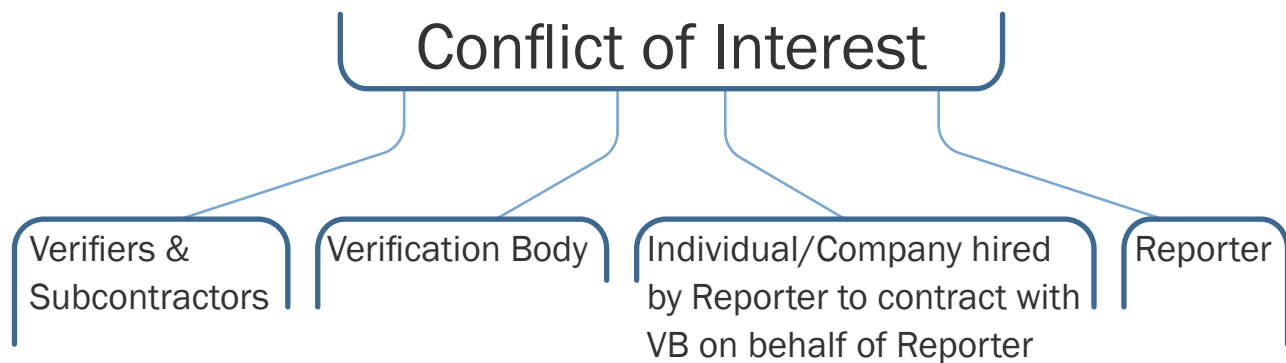 Conflict of Interest
Verifiers &
Subcontractors
Verification Body
Individual/Company hired
by Reporter to contract with
VB on behalf of Reporter
Reporter